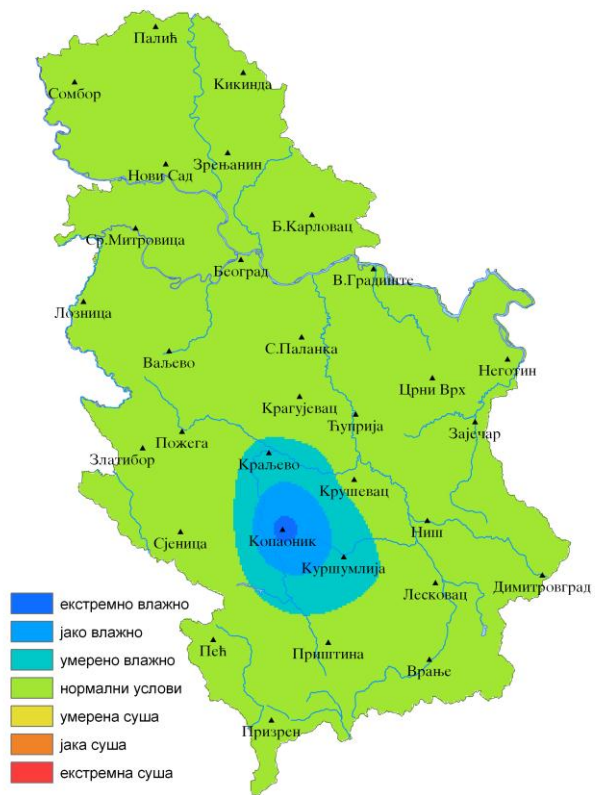 Палић
Кикинда
Сомбор
Зрењанин
Нови Сад
Б.Карловац
Ср.Митровица
Београд
В.Градиште
Лозница
С.Паланка
Ваљево
Неготин
Црни Врх
Крагујевац
Ћуприја
Зајечар
Пожега
Златибор
Краљево
Крушевац
Ниш
Копаоник
Сјеница
Куршумлија
Димитровград
Лесковац
Пећ
Приштина
Врање
Призрен
екстремно влажно
јако влажно
умерено влажно
нормални услови
умерена суша
јака суша
екстремна суша